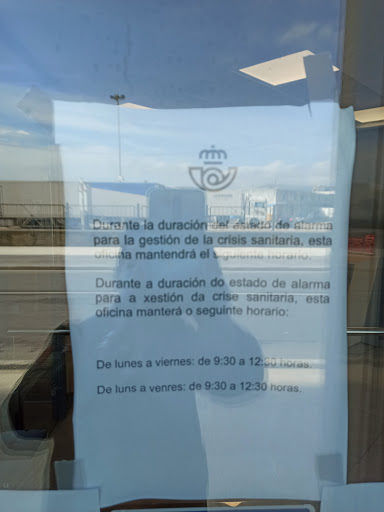 Durante la duración del estado de alarma
para la gestión de la crisis sanitaria, esta
oficina mantendrá el siguiente horario:
Durante a duración do estado de alarma
para a xestión da crise sanitaria, esta
oficina manterá o seguinte horario:
De lunes a viernes: de 9:30 a 12:30 horas.
De luns a venres: de 9:30 a 12:30 horas.